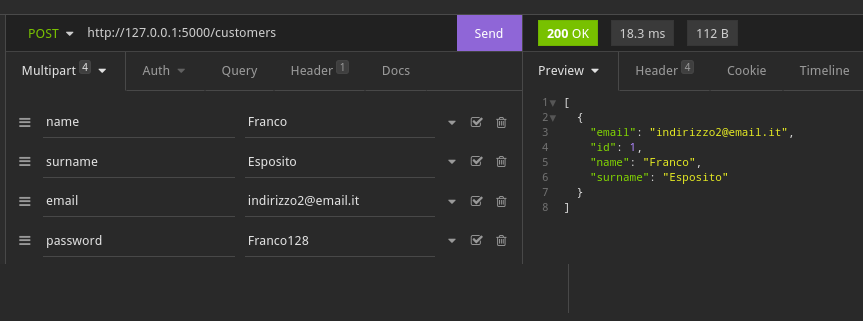 POST http://127.0.0.1:5000/customers Send 200 OK 18.3 ms 112 B
Multipart 4 Auth Query Header 1 Docs Preview Header 4 Cookie Timeline
name Franco
surname Esposito
email indirizzo2@email.it
password Franco128
1 [
2 {
3 "email": "indirizzo2@email.it",
4 "id": 1,
5 "name": "Franco",
6 "surname": "Esposito"
7 }
8 ]